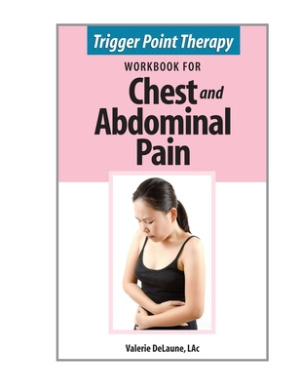 Trigger Point Therapy
WORKBOOK FOR
Chest and
Abdominal
Pain
Valerie DeLaune, LAc